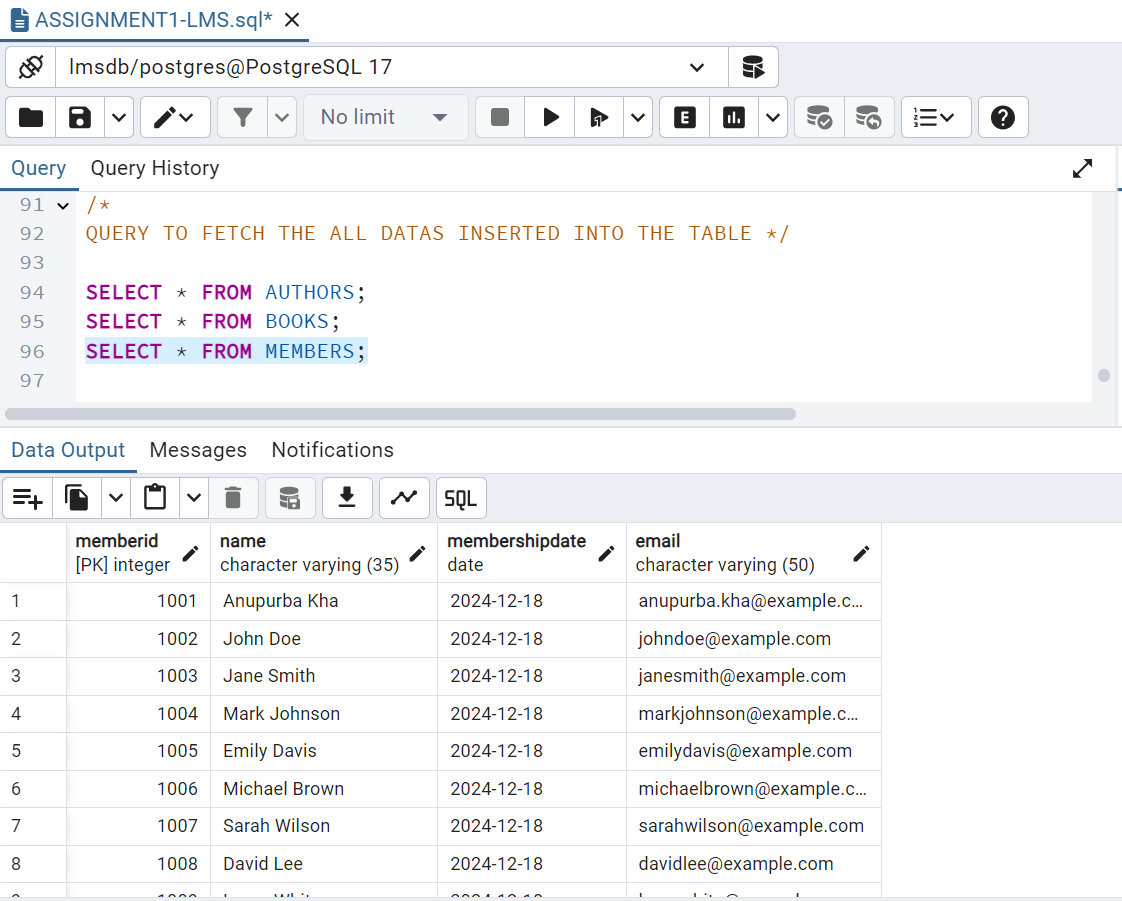 ASSIGNMENT1-LMS.sql*
lmsdb/postgres@PostgreSQL 17
No limit
E
Query Query History
91 /*
92 QUERY TO FETCH THE ALL DATAS INSERTED INTO THE TABLE */
93
94 SELECT * FROM AUTHORS;
95 SELECT * FROM BOOKS;
96 SELECT * FROM MEMBERS;
97
Data Output Messages Notifications
SQL
memberid name membershipdate email
[PK] integer character varying (35) date character varying (50)
1 1001 Anupurba Kha 2024-12-18 anupurba.kha@example.c...
2 1002 John Doe 2024-12-18 johndoe@example.com
3 1003 Jane Smith 2024-12-18 janesmith@example.com
4 1004 Mark Johnson 2024-12-18 markjohnson@example.c...
5 1005 Emily Davis 2024-12-18 emilydavis@example.com
6 1006 Michael Brown 2024-12-18 michaelbrown@example.c...
7 1007 Sarah Wilson 2024-12-18 sarahwilson@example.com
8 1008 David Lee 2024-12-18 davidlee@example.com